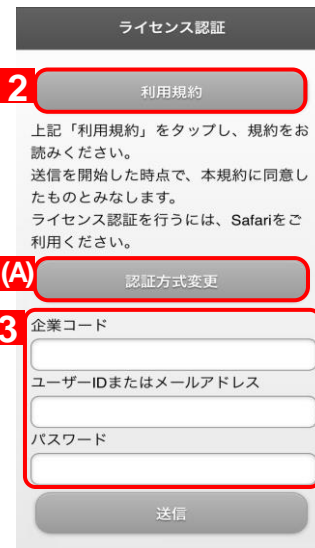 ライセンス認証
2
利用規約
上記「利用規約」をタップし、規約をお
読みください。
送信を開始した時点で、本規約に同意し
たものとみなします。
ライセンス認証を行うには、Safariをご
利用ください。
(A)
認証方式変更
3
企業コード
ユーザーIDまたはメールアドレス
パスワード
送信